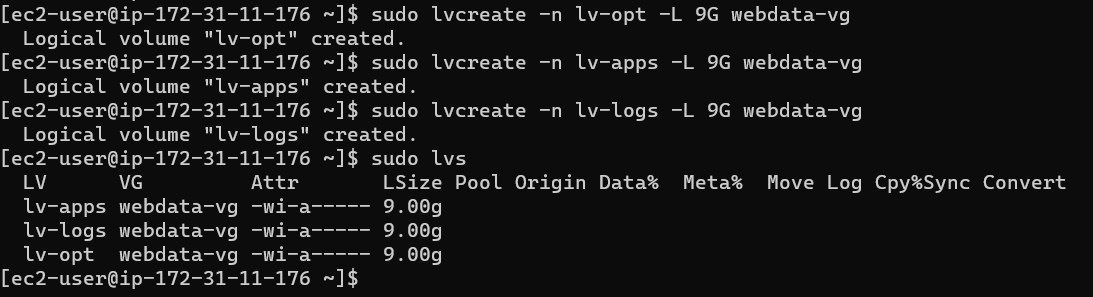 [ec2-user@ip-172-31-11-176 ~]$ sudo lvcreate -n lv-opt -L 9G webdata-vg
  Logical volume "lv-opt" created.
[ec2-user@ip-172-31-11-176 ~]$ sudo lvcreate -n lv-apps -L 9G webdata-vg
  Logical volume "lv-apps" created.
[ec2-user@ip-172-31-11-176 ~]$ sudo lvcreate -n lv-logs -L 9G webdata-vg
  Logical volume "lv-logs" created.
[ec2-user@ip-172-31-11-176 ~]$ sudo lvs
  LV      VG         Attr       LSize Pool Origin Data%  Meta%  Move Log Cpy%Sync Convert
  lv-apps webdata-vg -wi-a----- 9.00g
  lv-logs webdata-vg -wi-a----- 9.00g
  lv-opt  webdata-vg -wi-a----- 9.00g
[ec2-user@ip-172-31-11-176 ~]$